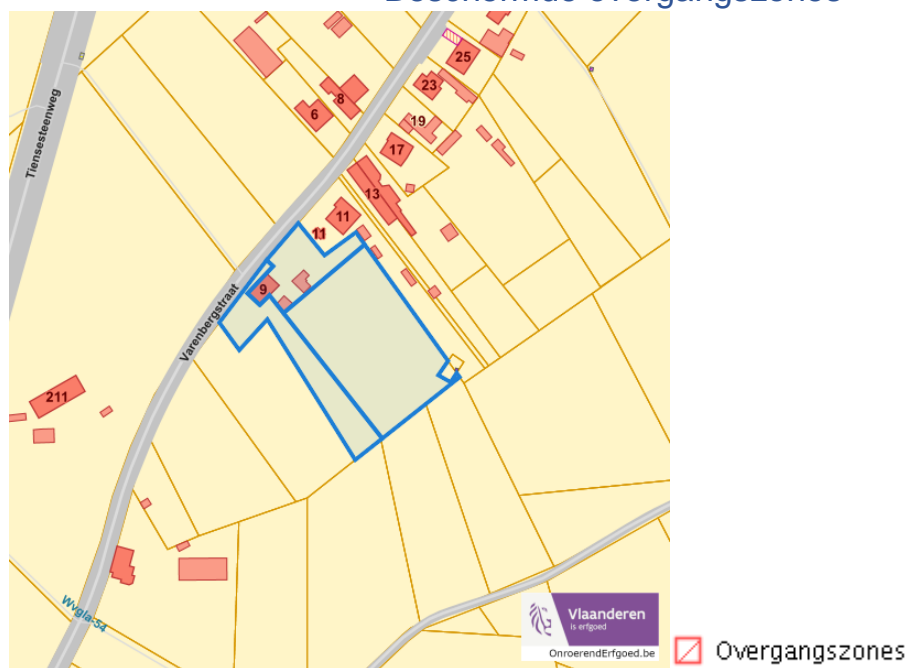 Beschermde overgangszones
25
23
8
6
19
17
13
11
11
9
Tiensesteenweg
Varenbergstraat
211
Wvgla-54
Vlaanderen
is erfgoed
OnroerendErfgoed.be
Overgangszones